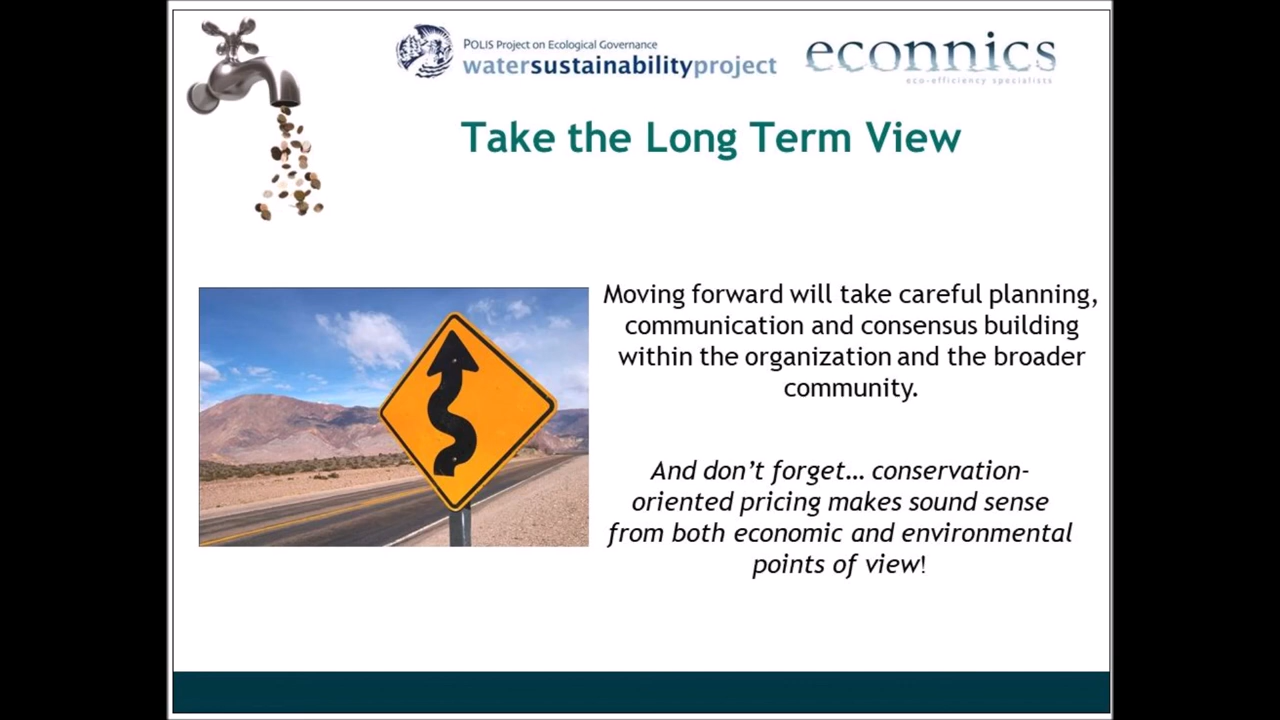 POLIS Project on Ecological Governance
watersustainabilityproject
econnics
eco-efficiency specialists
Take the Long Term View
Moving forward will take careful planning,
communication and consensus building
within the organization and the broader
community.
And don’t forget… conservation-
oriented pricing makes sound sense
from both economic and environmental
points of view!